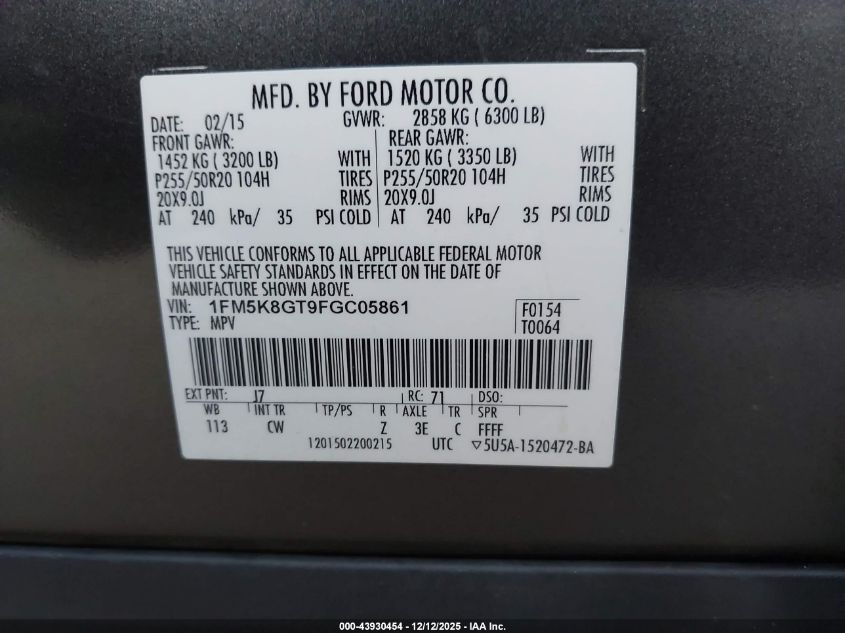 MFD. BY FORD MOTOR CO.
DATE: 02/15 GVWR: 2858 KG ( 6300 LB)
FRONT GAWR: REAR GAWR:
1452 KG ( 3200 LB) WITH 1520 KG ( 3350 LB) WITH
P255/50R20 104H TIRES P255/50R20 104H TIRES
20X9.0J RIMS 20X9.0J RIMS
AT 240 kPa/ 35 PSI COLD AT 240 kPa/ 35 PSI COLD
THIS VEHICLE CONFORMS TO ALL APPLICABLE FEDERAL MOTOR
VEHICLE SAFETY STANDARDS IN EFFECT ON THE DATE OF
MANUFACTURE SHOWN ABOVE.
VIN: 1FM5K8GT9FGC05861 F0154
TYPE: MPV T0064
EXT PNT: J7 RC: 71 DSO:
WB INT TR TP/PS R AXLE TR SPR
113 CW Z 3E C FFFF
1201502200215 UTC ▽5U5A-1520472-BA
000-43930454 - 12/12/2025 - IAA Inc.